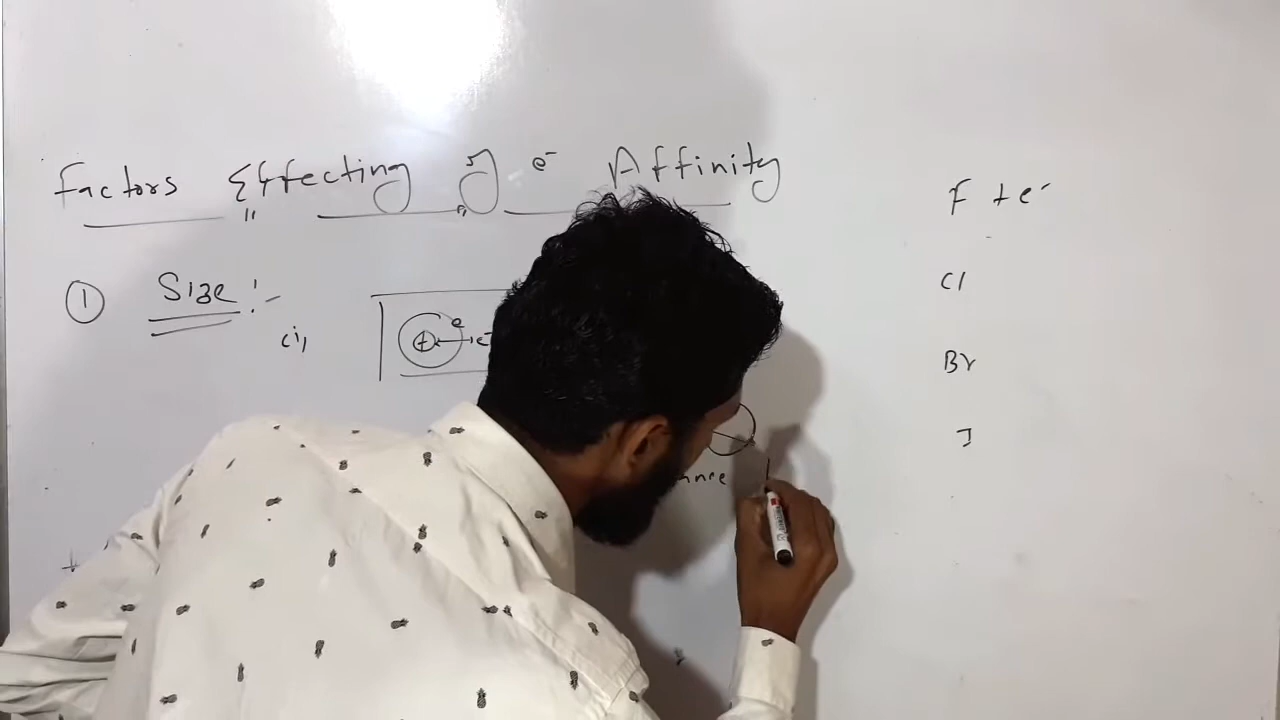 Factors Effecting of e⁻ Affinity
① Size :-
(i)
+ e e⁻
F + e⁻
Cl
Br
I